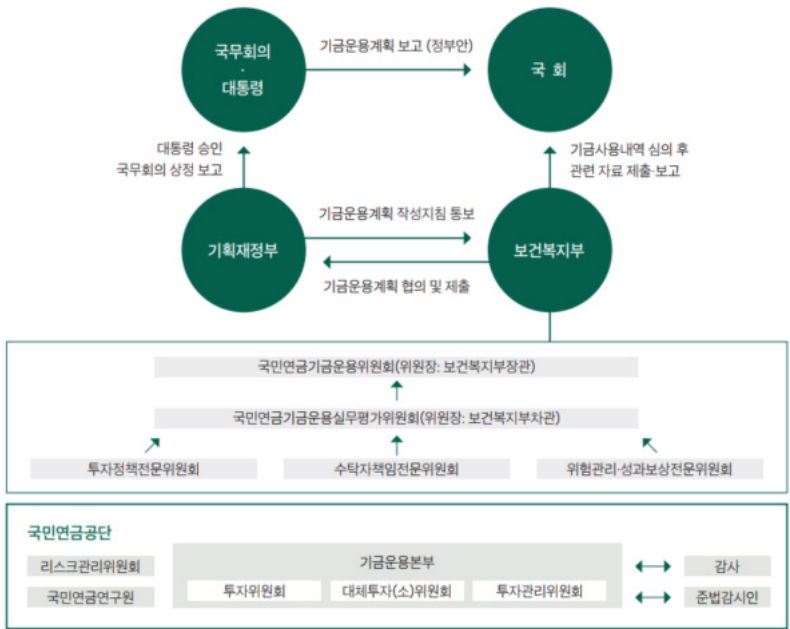 국무회의
·
대통령
기금운용계획 보고 (정부안)
국 회
대통령 승인
국무회의 상정 보고
기금사용내역 심의 후
관련 자료 제출·보고
기획재정부
기금운용계획 작성지침 통보
기금운용계획 협의 및 제출
보건복지부
국민연금기금운용위원회(위원장: 보건복지부장관)
국민연금기금운용실무평가위원회(위원장: 보건복지부차관)
투자정책전문위원회
수탁자책임전문위원회
위험관리·성과보상전문위원회
국민연금공단
리스크관리위원회
국민연금연구원
기금운용본부
투자위원회
대체투자(소)위원회
투자관리위원회
감사
준법감시인